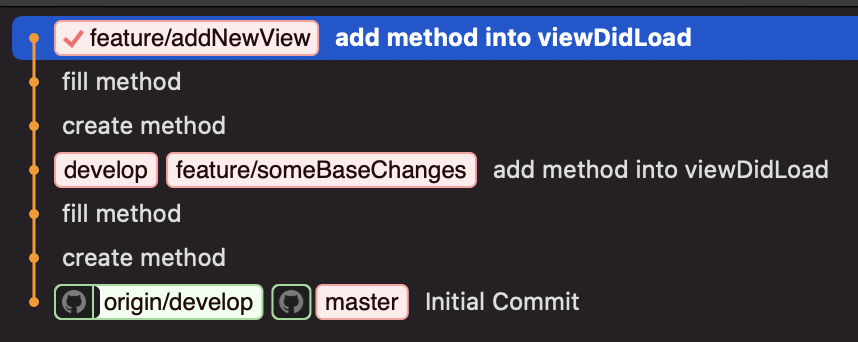 feature/addNewView add method into viewDidLoad
fill method
create method
develop feature/someBaseChanges add method into viewDidLoad
fill method
create method
origin/develop master Initial Commit